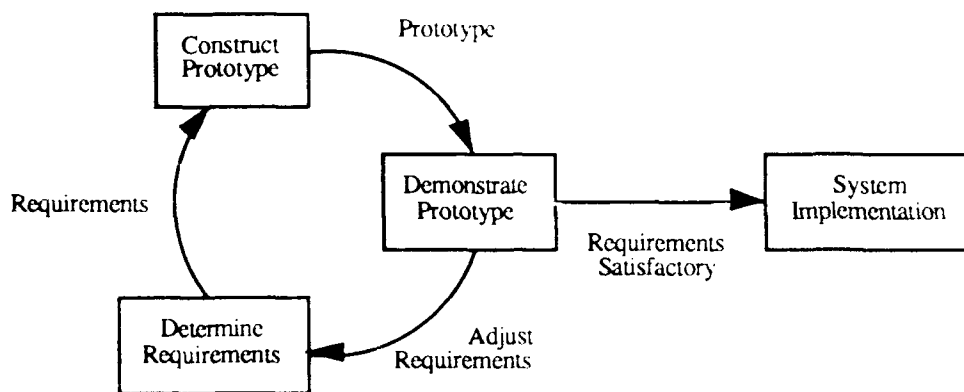 Construct
Prototype
Prototype
Requirements
Demonstrate
Prototype
Requirements
Satisfactory
System
Implementation
Determine
Requirements
Adjust
Requirements